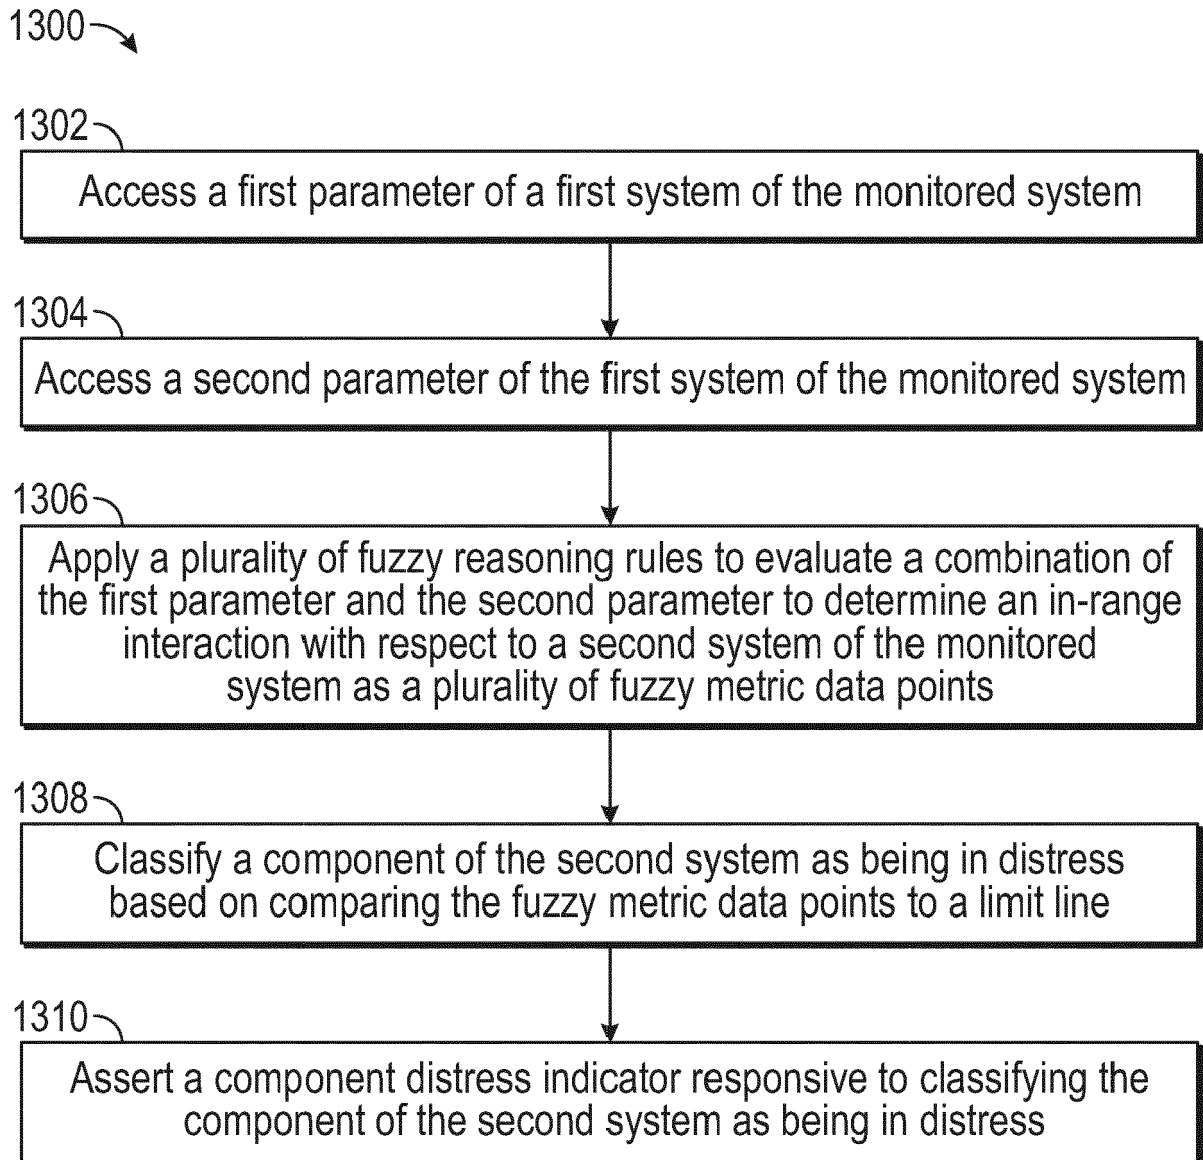 1300
1302
Access a first parameter of a first system of the monitored system
1304
Access a second parameter of the first system of the monitored system
1306
Apply a plurality of fuzzy reasoning rules to evaluate a combination of
the first parameter and the second parameter to determine an in-range
interaction with respect to a second system of the monitored
system as a plurality of fuzzy metric data points
1308
Classify a component of the second system as being in distress
based on comparing the fuzzy metric data points to a limit line
1310
Assert a component distress indicator responsive to classifying the
component of the second system as being in distress